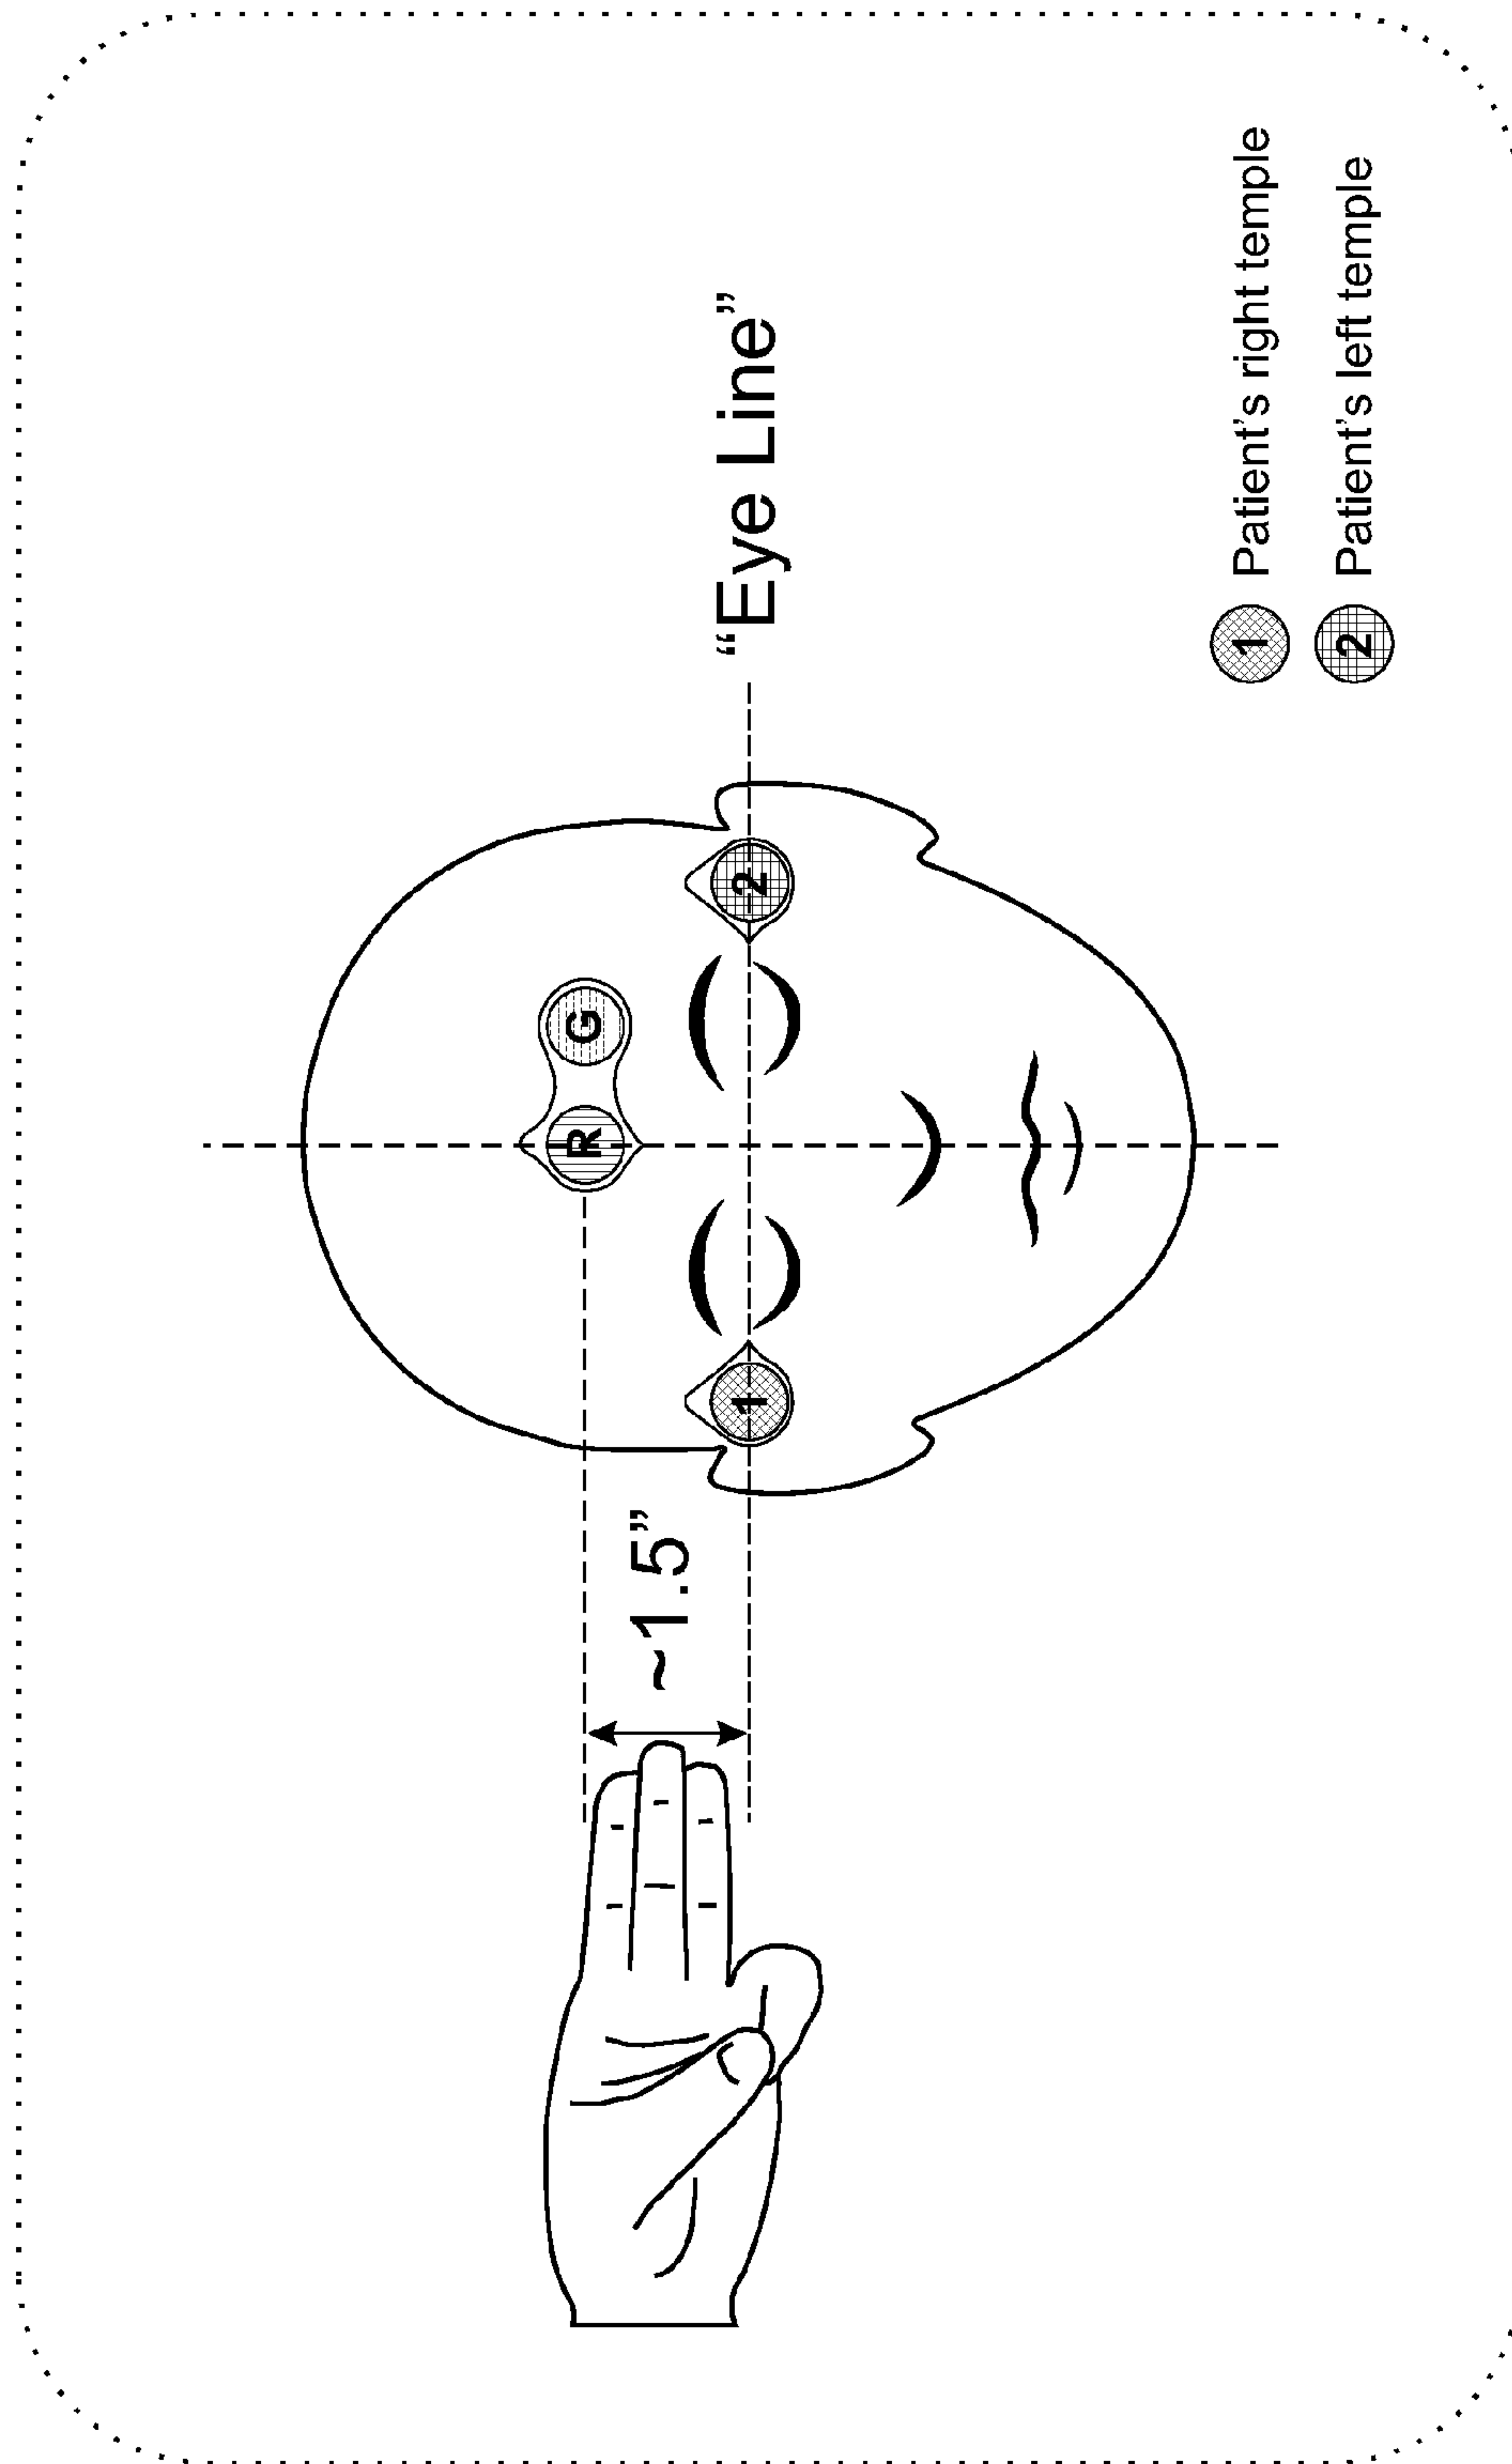 R
G
1
2
“Eye Line”
~1.5”
1 Patient’s right temple
2 Patient’s left temple